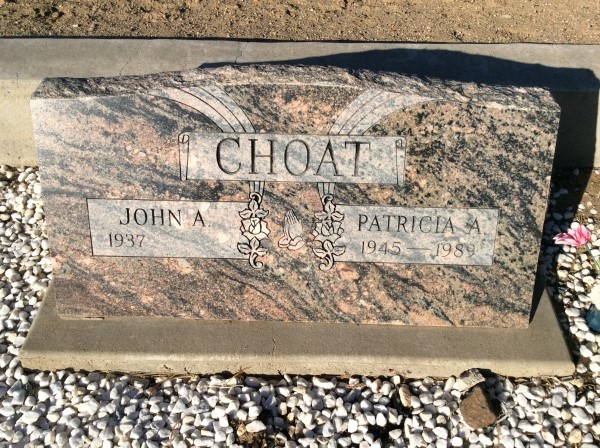 CHOAT
JOHN A.
1937
PATRICIA A.
1945 — 1989